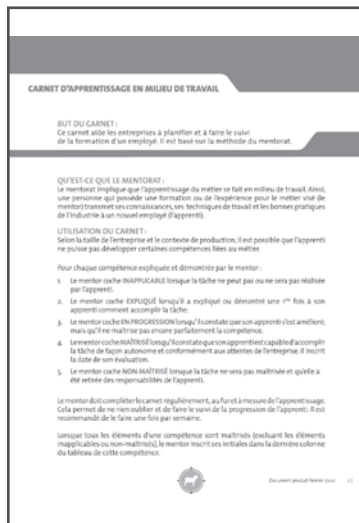 CARNET D'APPRENTISSAGE EN MILIEU DE TRAVAIL
BUT DU CARNET :
Ce carnet aide les entreprises à planifier et à faire le suivi
de la formation d'un employé. Il est basé sur la méthode du mentorat.
QU'EST-CE QUE LE MENTORAT :
Le mentorat implique que l'apprentissage du métier se fait en milieu de travail. Ainsi,
une personne qui possède une formation ou de l'expérience pour le métier visé (le
mentor) transmet ses connaissances, ses techniques de travail et les bonnes pratiques
de l'industrie à un nouvel employé (l'apprenti).
UTILISATION DU CARNET :
Selon la taille de l'entreprise et le contexte de production, il est possible que l'apprenti
ne puisse pas développer certaines compétences liées au métier.
Pour chaque compétence expliquée et démontrée par le mentor :
1. Le mentor coche INAPPLICABLE lorsque la tâche ne peut pas ou ne sera pas réalisée
par l'apprenti.
2. Le mentor coche EXPLIQUÉ lorsqu'il a expliqué ou démontré une 1ère fois à son
apprenti comment accomplir la tâche.
3. Le mentor coche EN PROGRESSION lorsqu'il constate que son apprenti s'est amélioré,
mais qu'il ne maîtrise pas encore parfaitement la compétence.
4. Le mentor coche MAÎTRISÉ lorsqu'il constate que son apprenti est capable d'accomplir
la tâche de façon autonome et conformément aux attentes de l'entreprise. Il inscrit
la date de son évaluation.
5. Le mentor coche NON MAÎTRISÉ lorsque la tâche ne sera pas maîtrisée et qu'elle a
été retirée des responsabilités de l'apprenti.
Le mentor doit compléter le carnet régulièrement, au fur et à mesure de l'apprentissage.
Cela permet de ne rien oublier et de faire le suivi de la progression de l'apprenti. Il est
recommandé de le faire une fois par semaine.
Lorsque tous les éléments d'une compétence sont maîtrisés (excluant les éléments
inapplicables ou non-maîtrisés), le mentor inscrit ses initiales dans la dernière colonne
du tableau de cette compétence.
Document produit février 2020